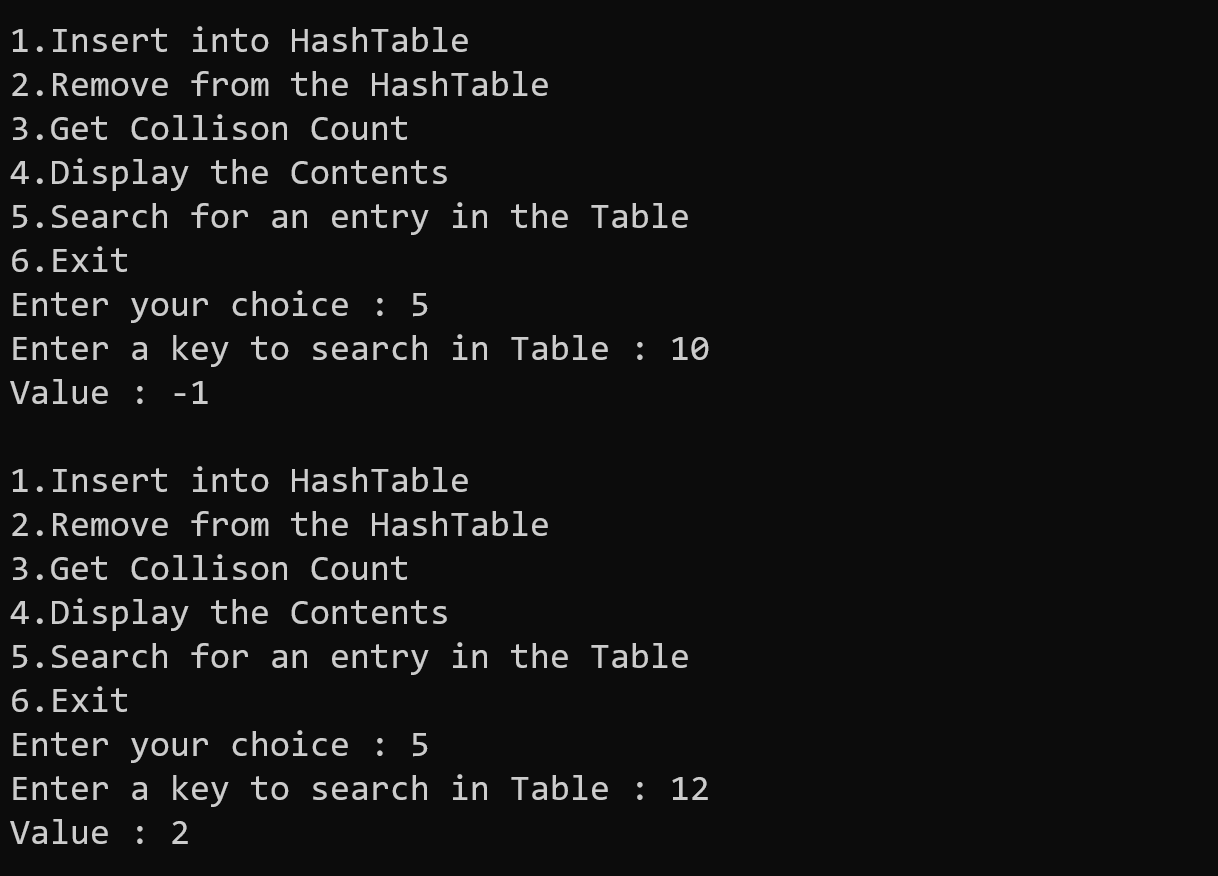 1.Insert into HashTable
2.Remove from the HashTable
3.Get Collison Count
4.Display the Contents
5.Search for an entry in the Table
6.Exit
Enter your choice : 5
Enter a key to search in Table : 10
Value : -1
1.Insert into HashTable
2.Remove from the HashTable
3.Get Collison Count
4.Display the Contents
5.Search for an entry in the Table
6.Exit
Enter your choice : 5
Enter a key to search in Table : 12
Value : 2